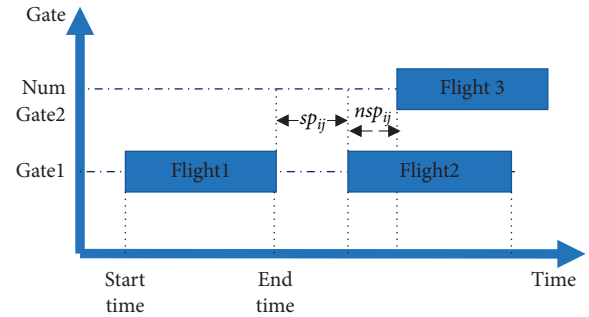 Gate
Num
Gate2
Flight 3
sp_ij
nsp_ij
Gate1
Flight1
Flight2
Start
time
End
time
Time